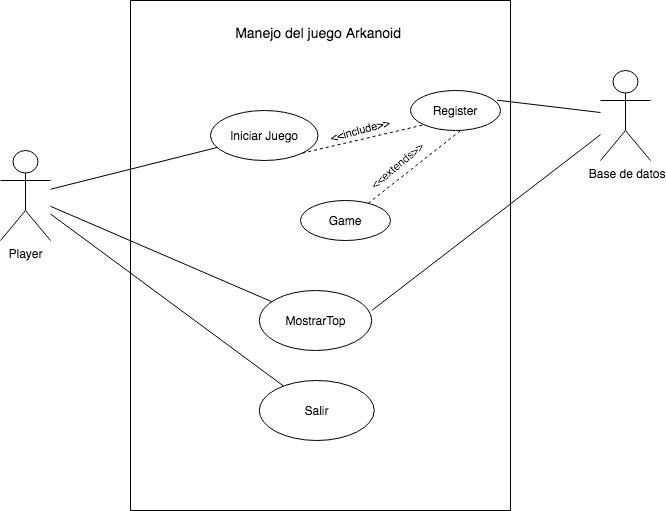 Manejo del juego Arkanoid
Register
Iniciar Juego
<<include>>
<<extends>>
Base de datos
Game
Player
MostrarTop
Salir